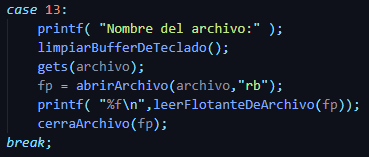 case 13:
printf( "Nombre del archivo:" );
limpiarBufferDeTeclado();
gets(archivo);
fp = abrirArchivo(archivo,"rb");
printf( "%f\n",leerFlotanteDeArchivo(fp));
cerraArchivo(fp);
break;